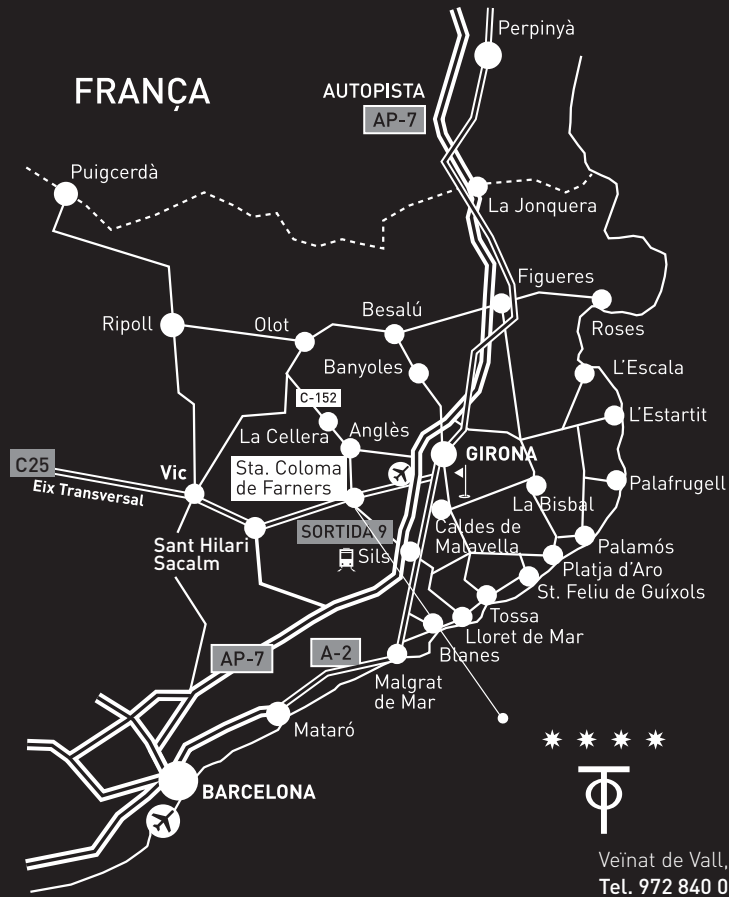 Perpinyà
FRANÇA
AUTOPISTA
AP-7
Puigcerdà
La Jonquera
Figueres
Ripoll
Olot
Besalú
Roses
Banyoles
L'Escala
C-152
L'Estartit
La Cellera
Anglès
C25
Eix Transversal
Vic
Sta. Coloma
de Farners
GIRONA
Palafrugell
La Bisbal
SORTIDA 9
Caldes de
Malavella
Sant Hilari
Sacalm
Sils
Palamós
Platja d'Aro
St. Feliu de Guíxols
Tossa
Lloret de Mar
Blanes
AP-7
A-2
Malgrat
de Mar
Mataró
BARCELONA
Veïnat de Vall,
Tel. 972 840 0